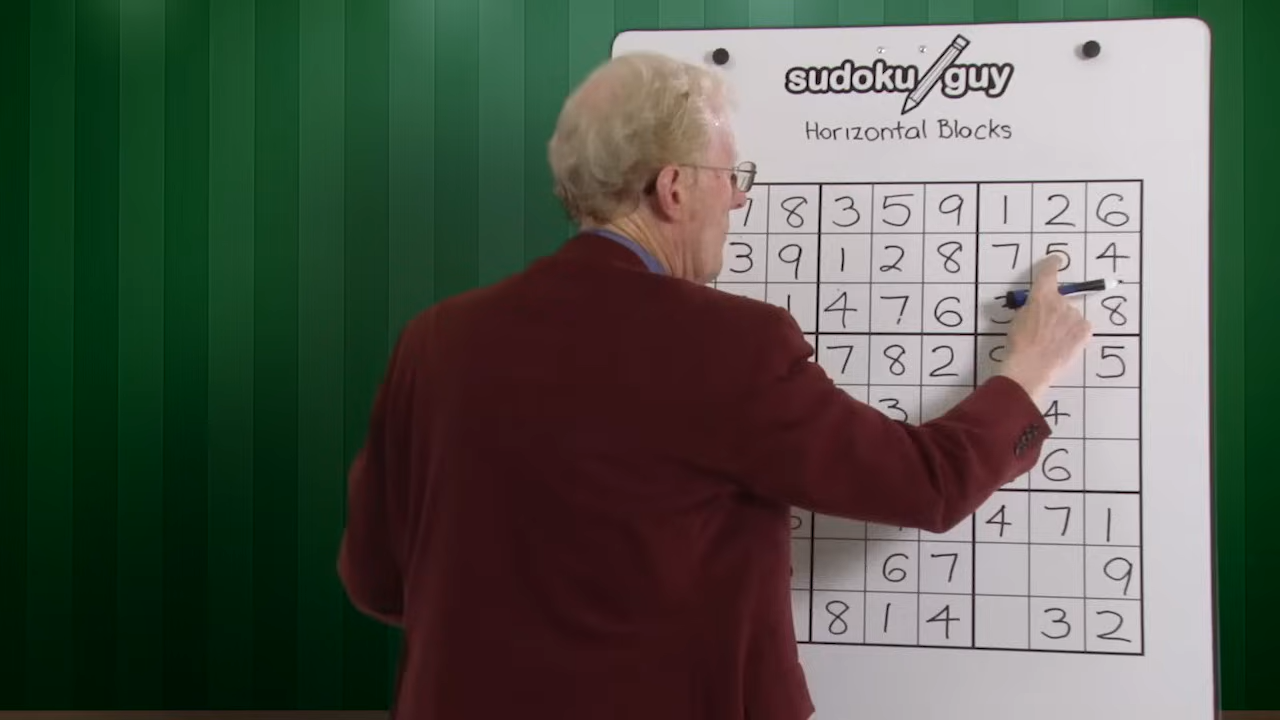 sudoku guy
Horizontal Blocks
7 8 3 5 9 1 2 6
3 9 1 2 8 7 5 4
4 7 6 8
7 8 2 5
3 4
6
4 7 1
6 7 9
8 1 4 3 2